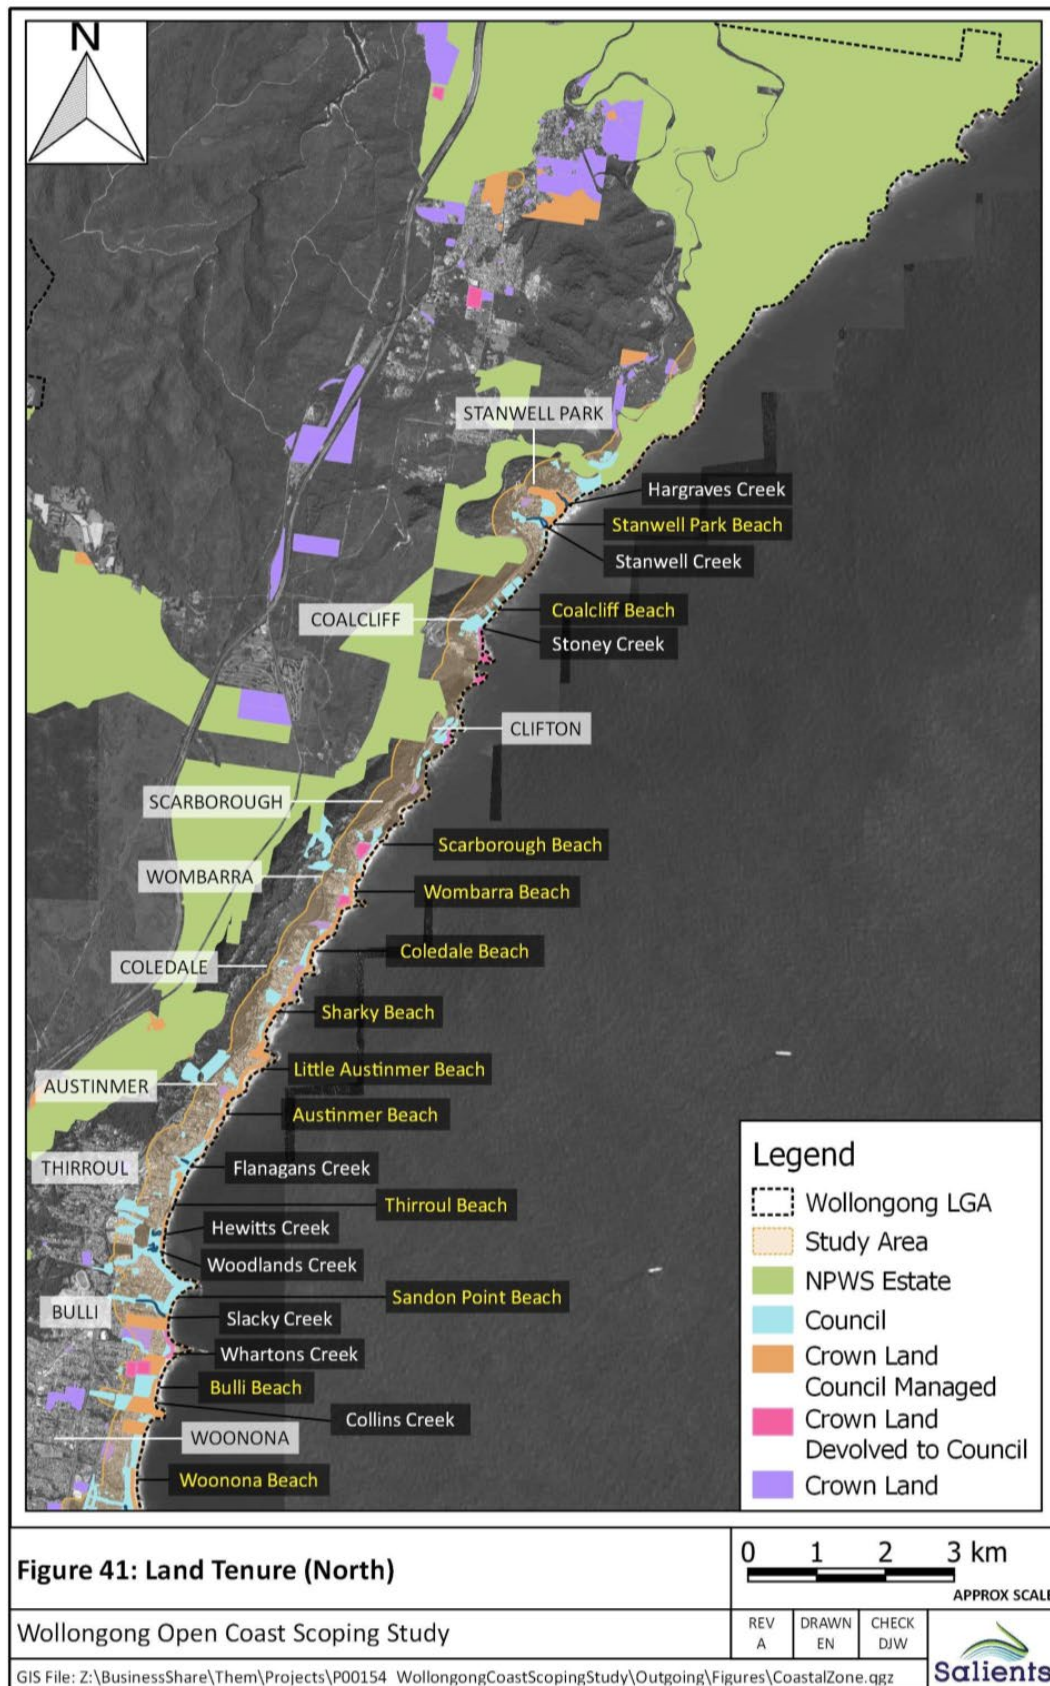 N
STANWELL PARK
Hargraves Creek
Stanwell Park Beach
Stanwell Creek
COALCLIFF
Coalcliff Beach
Stoney Creek
CLIFTON
SCARBOROUGH
Scarborough Beach
WOMBARRA
Wombarra Beach
Coledale Beach
COLEDALE
Sharky Beach
Little Austinmer Beach
AUSTINMER
Austinmer Beach
THIRROUL
Flanagans Creek
Thirroul Beach
Hewitts Creek
Woodlands Creek
Sandon Point Beach
BULLI
Slacky Creek
Whartons Creek
Bulli Beach
Collins Creek
WOONONA
Woonona Beach
Legend
Wollongong LGA
Study Area
NPWS Estate
Council
Crown Land
Council Managed
Crown Land
Devolved to Council
Crown Land
Figure 41: Land Tenure (North)
0 1 2 3 km
APPROX SCALE
Wollongong Open Coast Scoping Study
REV
A
DRAWN
EN
CHECK
DJW
Salients
GIS File: Z:\BusinessShare\Them\Projects\P00154_WollongongCoastScopingStudy\Outgoing\Figures\CoastalZone.qgz